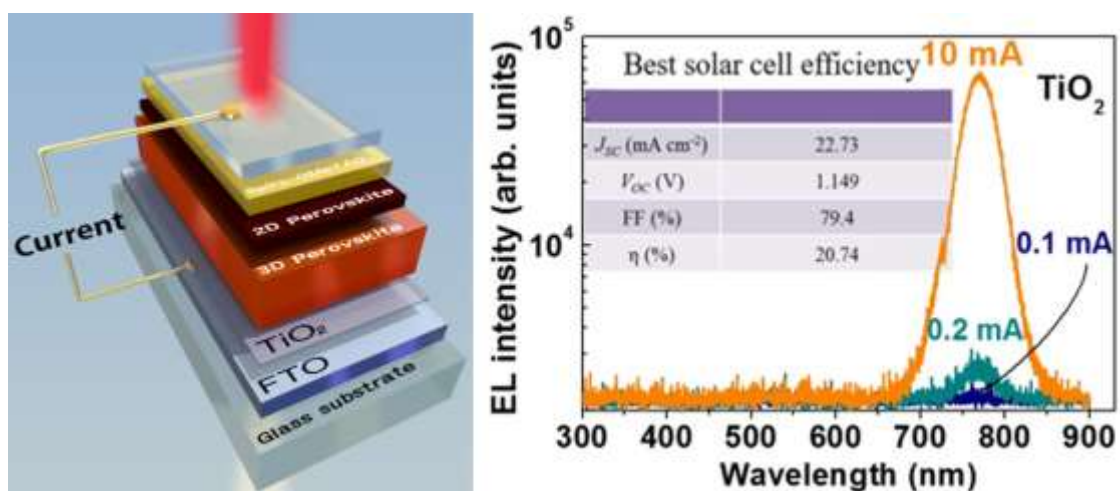 Current
2D Perovskite
3D Perovskite
TiO₂
FTO
Glass substrate
EL intensity (arb. units)
10⁵
10⁴
Best solar cell efficiency
10 mA
TiO₂
J_SC (mA cm⁻²) 22.73
V_OC (V) 1.149
FF (%) 79.4
η (%) 20.74
0.1 mA
0.2 mA
300 400 500 600 700 800 900
Wavelength (nm)